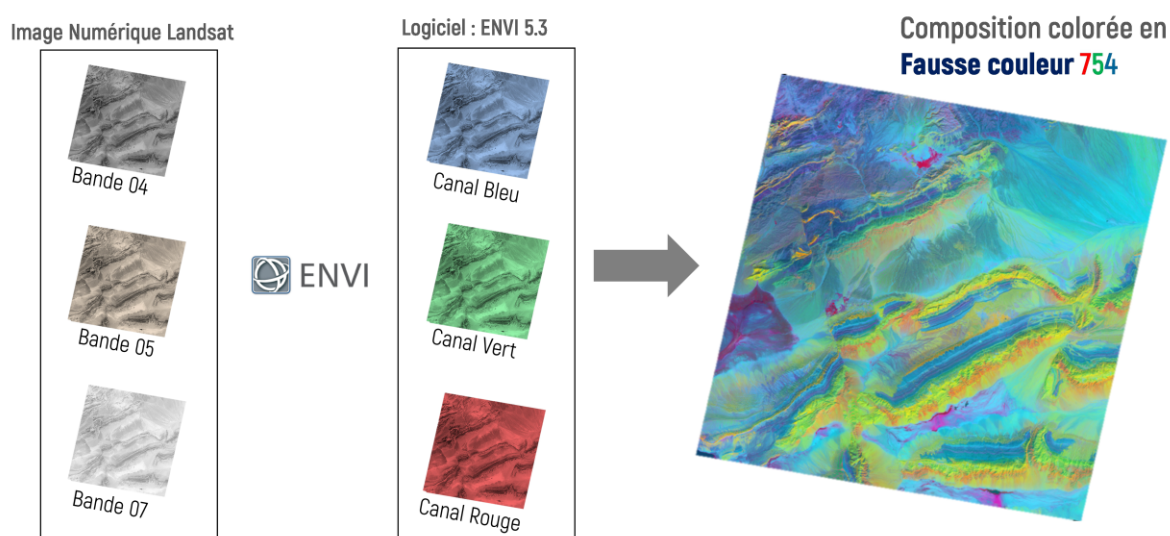 Image Numérique Landsat
Bande 04
Bande 05
Bande 07
ENVI
Logiciel : ENVI 5.3
Canal Bleu
Canal Vert
Canal Rouge
Composition colorée en
Fausse couleur 754